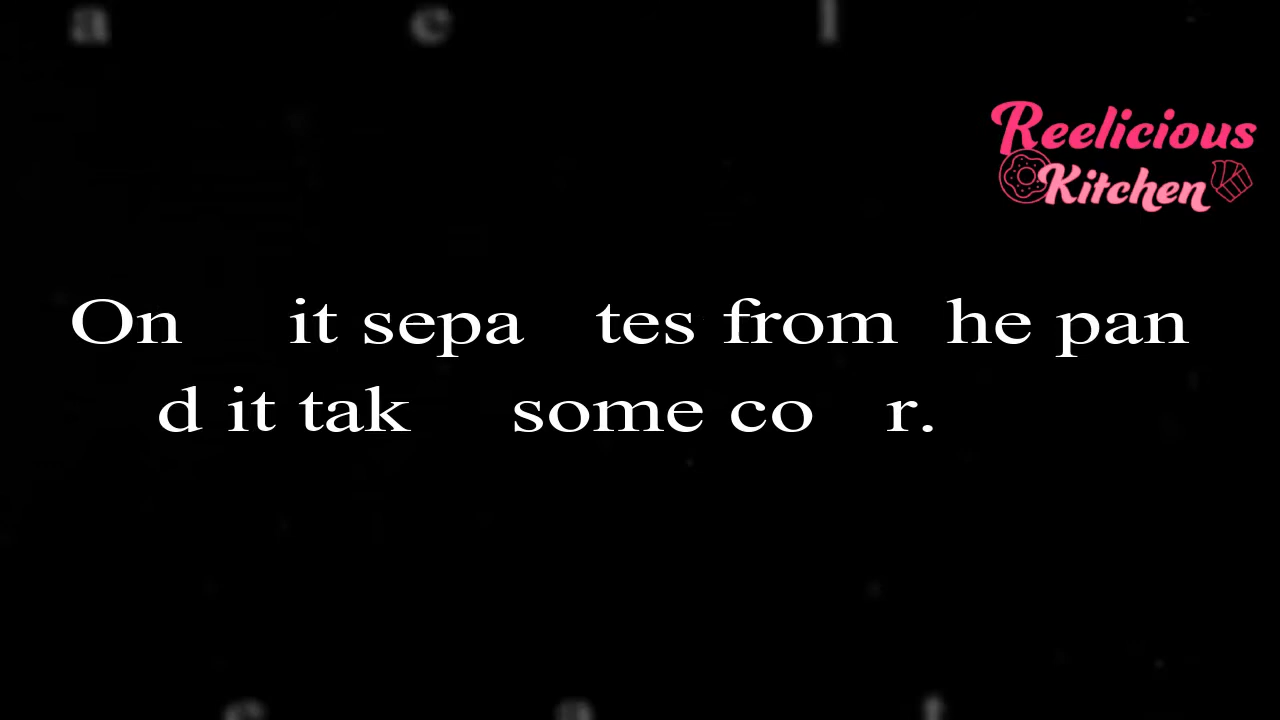 a e l
Reelicious
Kitchen
On it sepa tes from he pan
d it tak some co r.
e a t